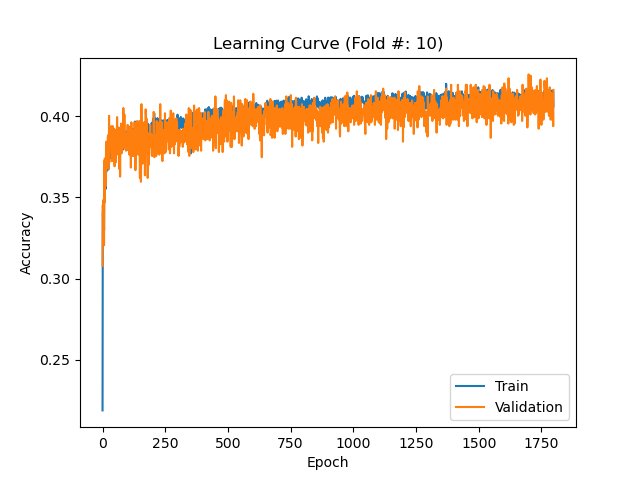 Learning Curve (Fold #: 10)
0.40
0.35
0.30
0.25
Accuracy
Train
Validation
0 250 500 750 1000 1250 1500 1750
Epoch